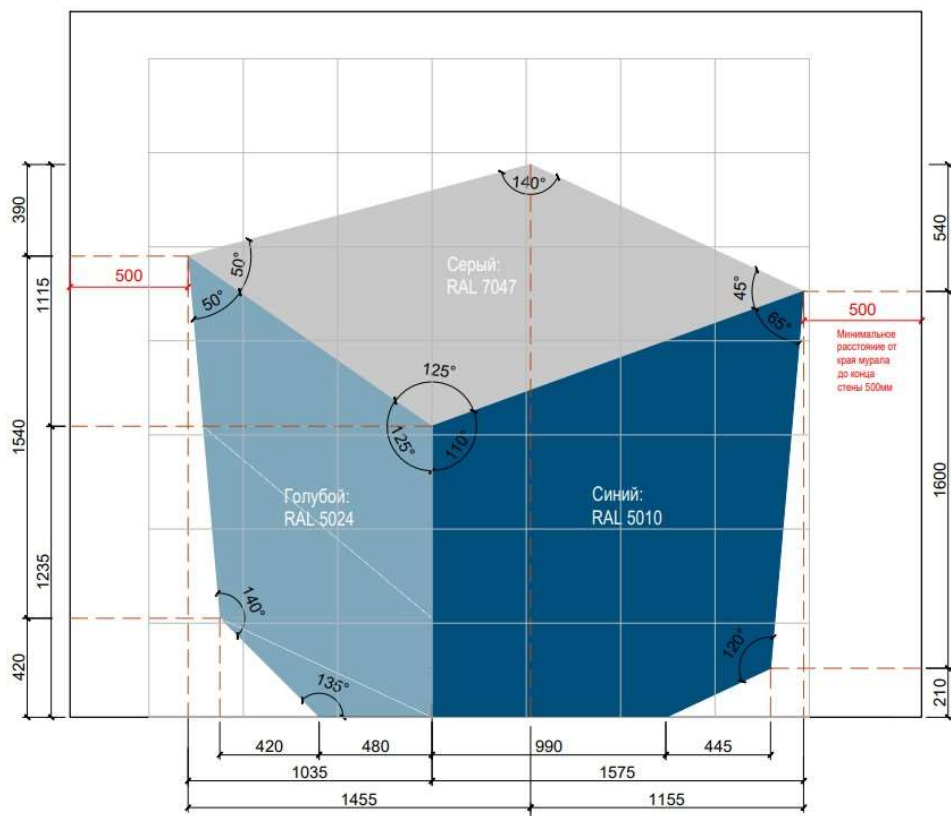 140°
390
540
50°
Серый:
RAL 7047
500
50°
45°
65°
500
1115
Минимальное
расстояние от
края мурала
до конца
стены 500мм
125°
125°
110°
1540
Голубой:
RAL 5024
Синий:
RAL 5010
1600
1235
140°
120°
420
135°
210
420
480
990
445
1035
1575
1455
1155